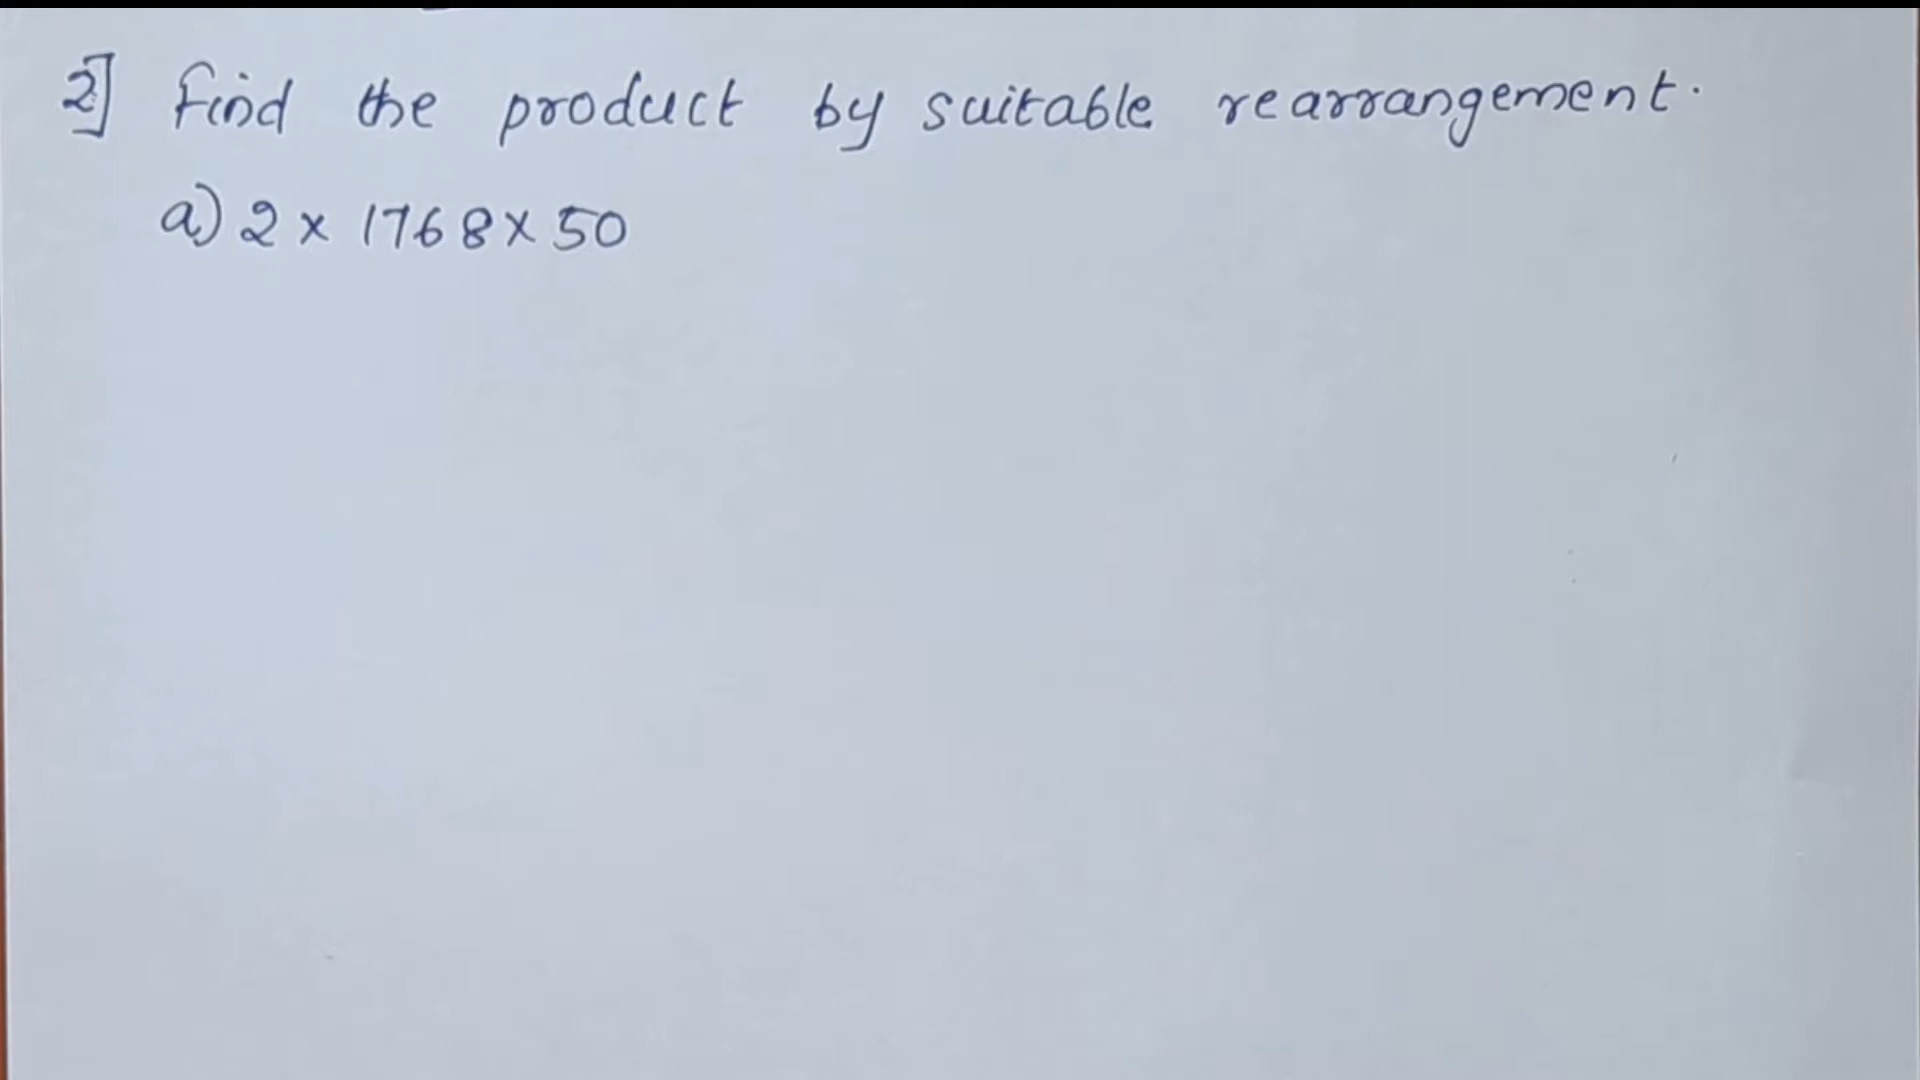 2] Find the product by suitable rearrangement.
a) 2 x 1768 x 50